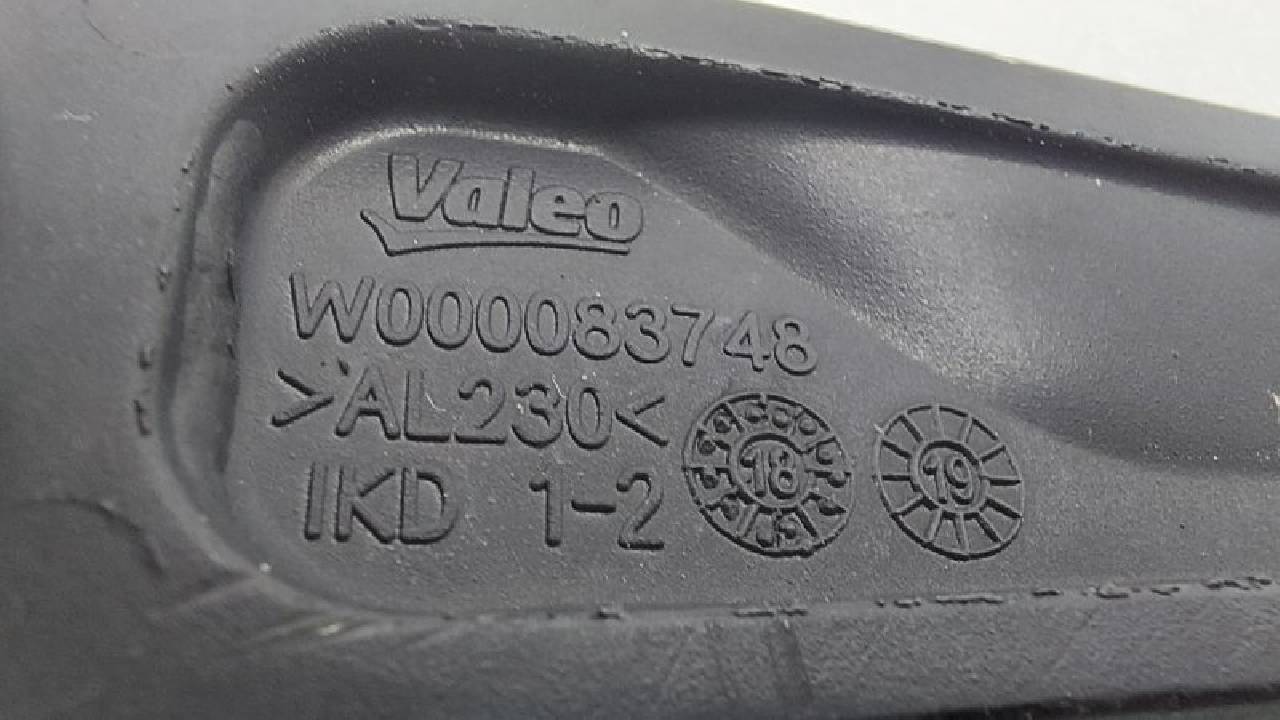 Valeo
W000083748
>AL230<
IKD 1-2 18 19